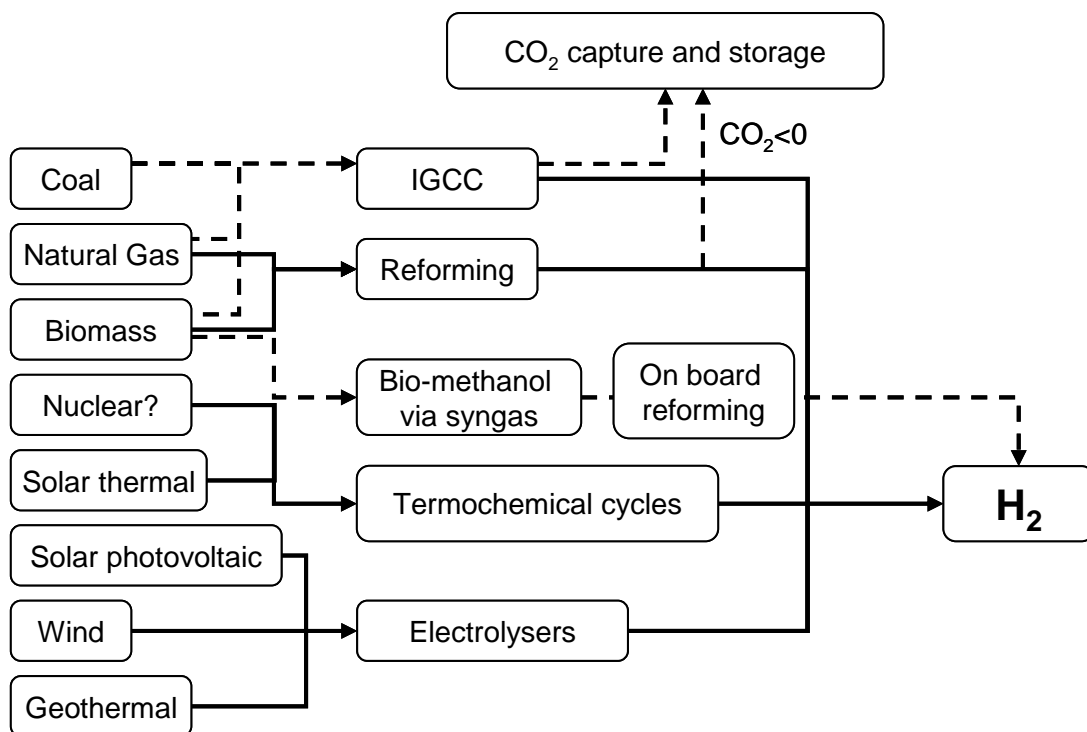 CO₂ capture and storage
CO₂<0
Coal
IGCC
Natural Gas
Reforming
Biomass
Bio-methanol
via syngas
On board
reforming
Nuclear?
Solar thermal
Termochemical cycles
H₂
Solar photovoltaic
Wind
Electrolysers
Geothermal